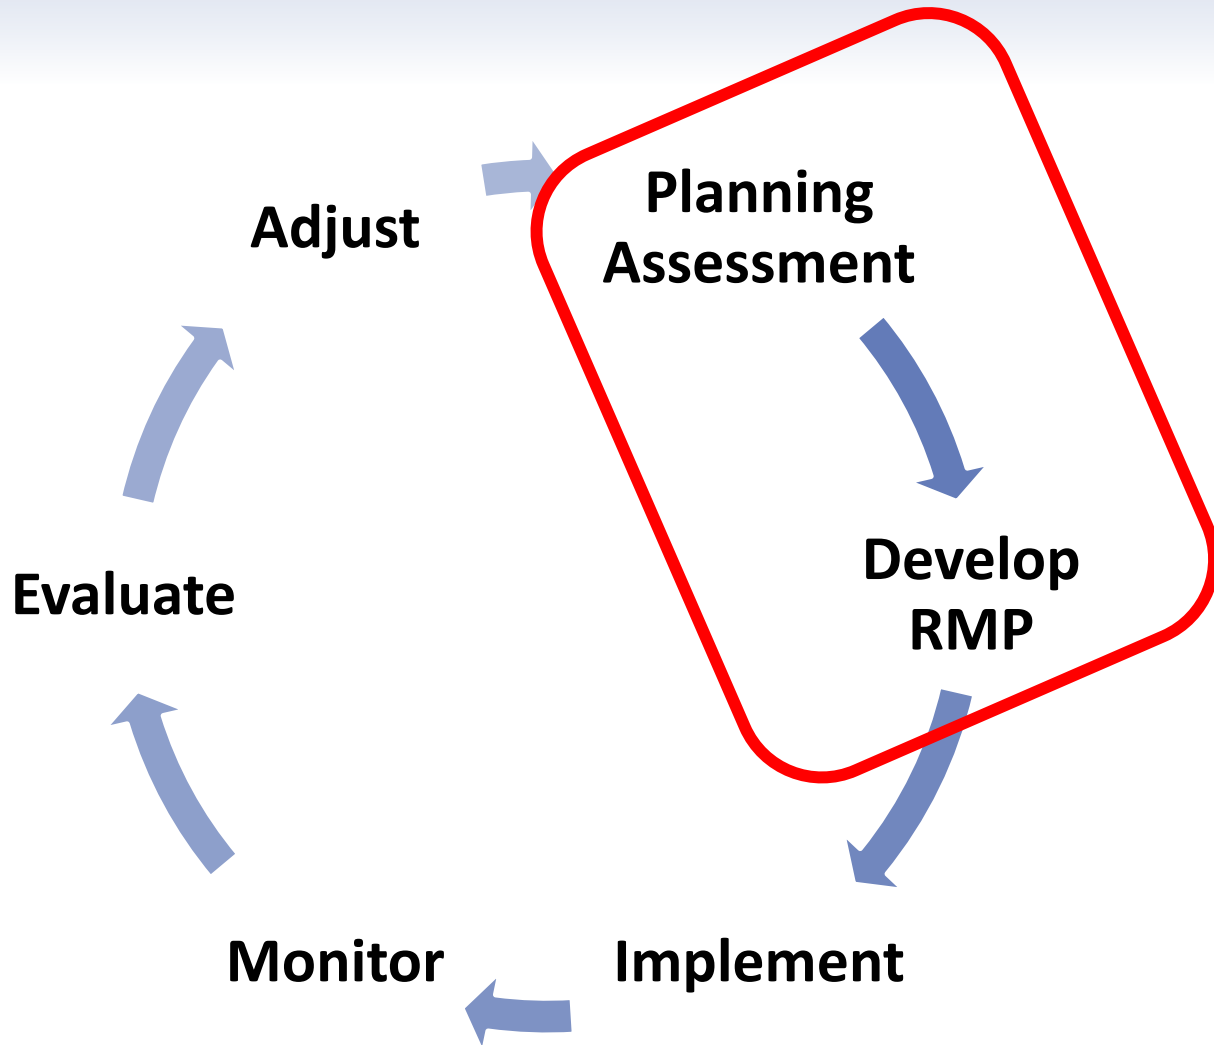 Planning
Assessment
Develop
RMP
Implement
Monitor
Evaluate
Adjust